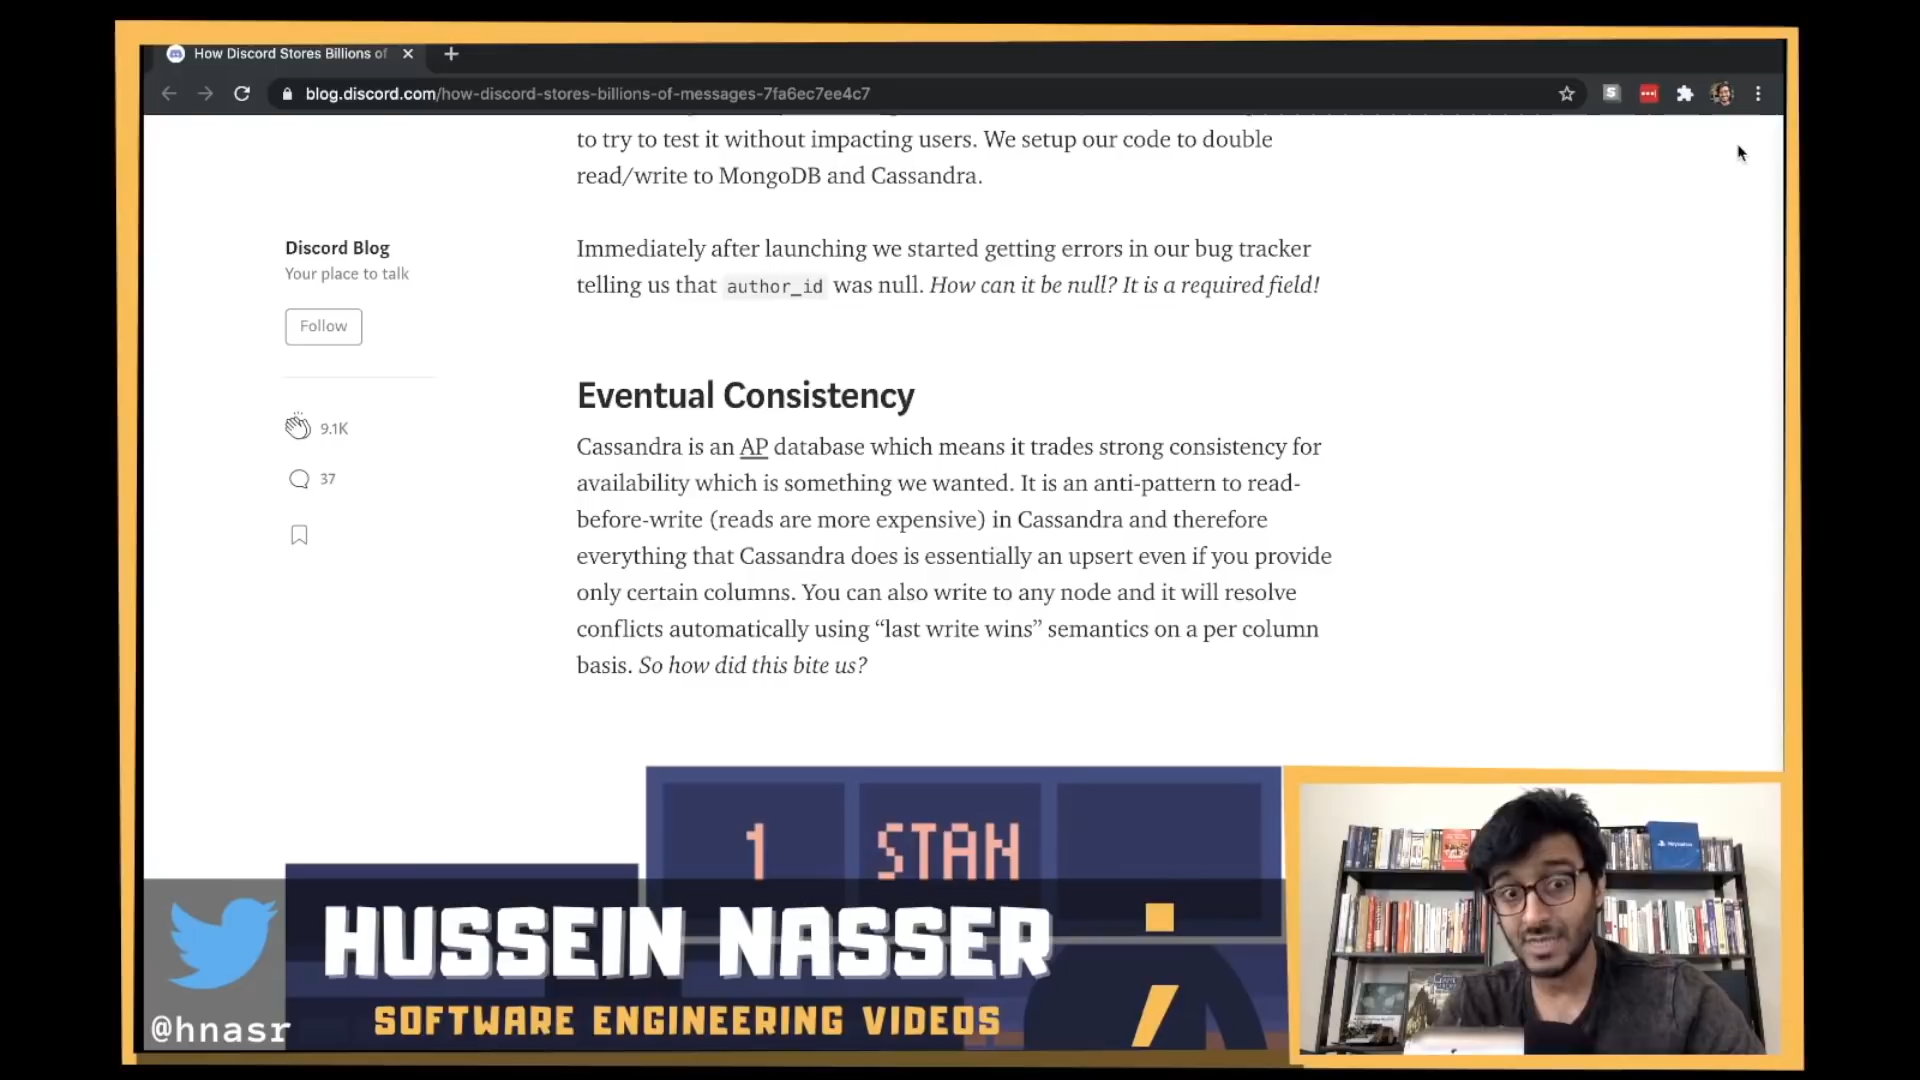 How Discord Stores Billions of
blog.discord.com/how-discord-stores-billions-of-messages-7fa6ec7ee4c7
to try to test it without impacting users. We setup our code to double
read/write to MongoDB and Cassandra.
Discord Blog
Your place to talk
Follow
9.1K
37
Immediately after launching we started getting errors in our bug tracker
telling us that author_id was null. How can it be null? It is a required field!
Eventual Consistency
Cassandra is an AP database which means it trades strong consistency for
availability which is something we wanted. It is an anti-pattern to read-
before-write (reads are more expensive) in Cassandra and therefore
everything that Cassandra does is essentially an upsert even if you provide
only certain columns. You can also write to any node and it will resolve
conflicts automatically using “last write wins” semantics on a per column
basis. So how did this bite us?
1 STAN
HUSSEIN NASSER
SOFTWARE ENGINEERING VIDEOS
@hnasr
;